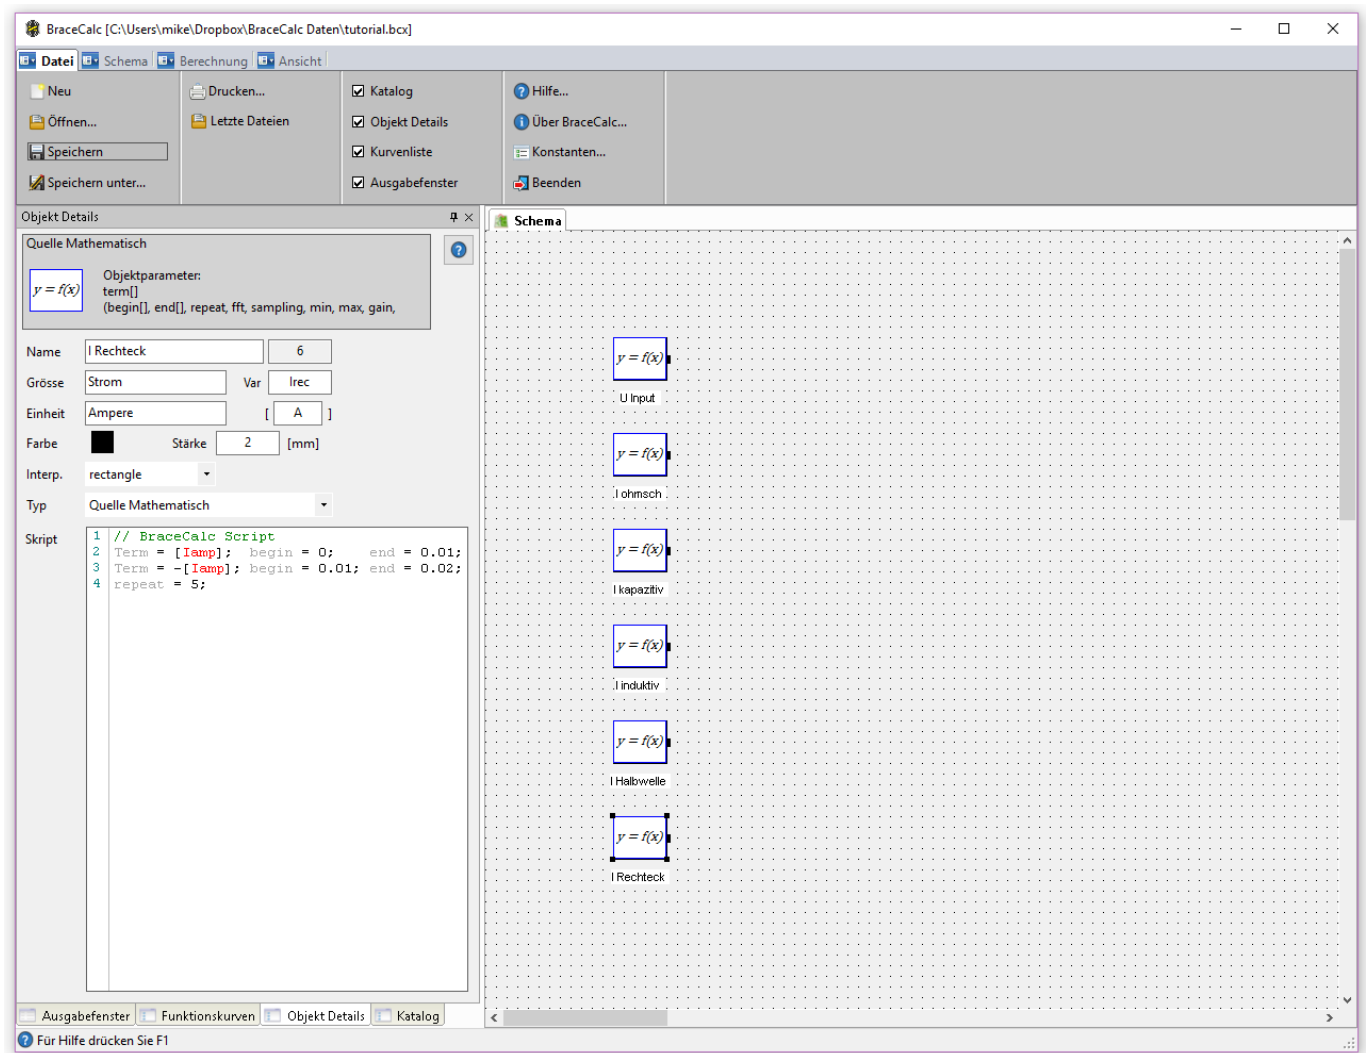 BraceCalc [C:\Users\mike\Dropbox\BraceCalc Daten\tutorial.bcx]
Datei Schema Berechnung Ansicht
Neu Drucken... Katalog Hilfe...
Öffnen... Letzte Dateien Objekt Details Über BraceCalc...
Speichern Kurvenliste Konstanten...
Speichern unter... Ausgabefenster Beenden
Objekt Details
Quelle Mathematisch
y = f(x)
Objektparameter:
term[]
(begin[], end[], repeat, fft, sampling, min, max, gain,
Name I Rechteck 6
Grösse Strom Var Irec
Einheit Ampere [ A ]
Farbe Stärke 2 [mm]
Interp. rectangle
Typ Quelle Mathematisch
Skript
1 // BraceCalc Script
2 Term = [Iamp]; begin = 0; end = 0.01;
3 Term = -[Iamp]; begin = 0.01; end = 0.02;
4 repeat = 5;
Ausgabefenster Funktionskurven Objekt Details Katalog
Schema
y = f(x)
U Input
y = f(x)
I ohmsch
y = f(x)
I kapazitiv
y = f(x)
I induktiv
y = f(x)
I Halbwelle
y = f(x)
I Rechteck
Für Hilfe drücken Sie F1